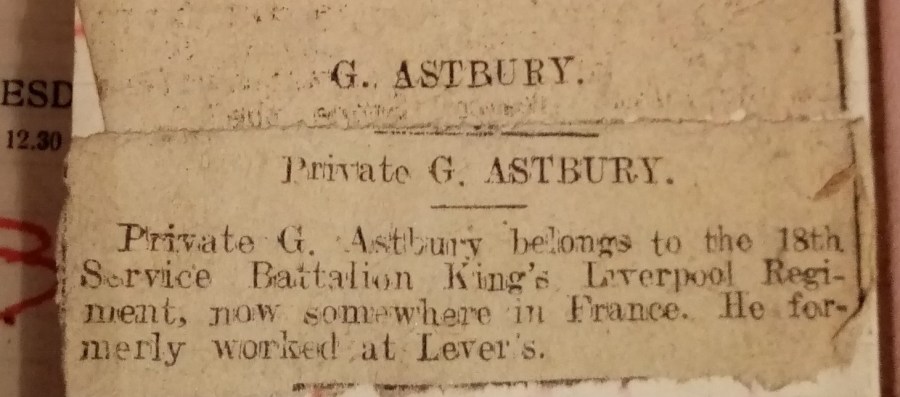 G. ASTBURY.
ESD
12.30
Private G. ASTBURY.
Private G. Astbury belongs to the 18th
Service Battalion King's Liverpool Regi-
ment, now somewhere in France. He for-
merly worked at Lever's.